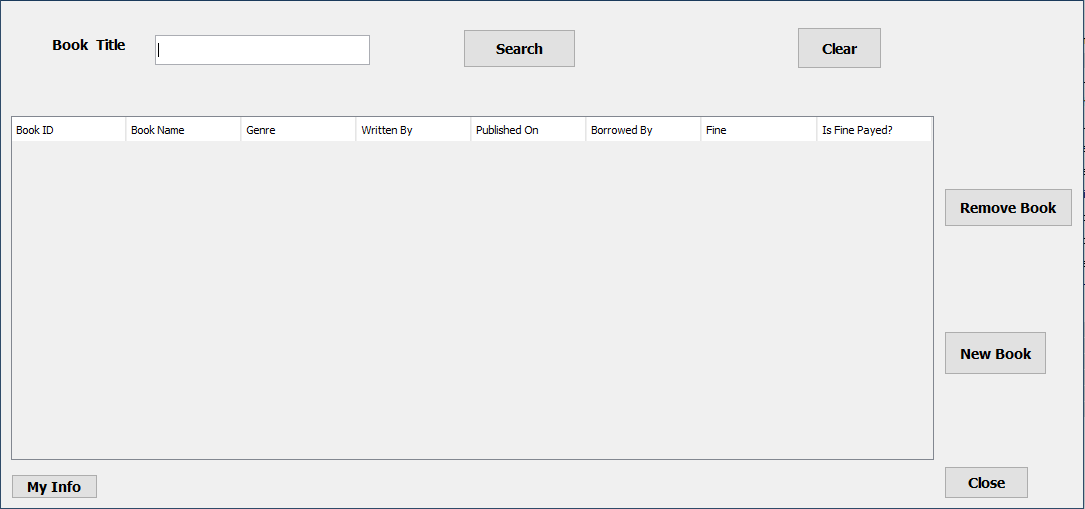 Book Title
Search
Clear
Book ID Book Name Genre Written By Published On Borrowed By Fine Is Fine Payed?
Remove Book
New Book
My Info
Close